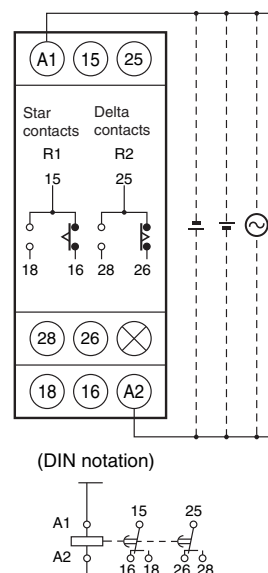 A1 15 25
Star contacts Delta contacts
R1 R2
15 25
18 16 28 26
28 26
18 16 A2
(DIN notation)
A1 15 25
A2 16 18 26 28